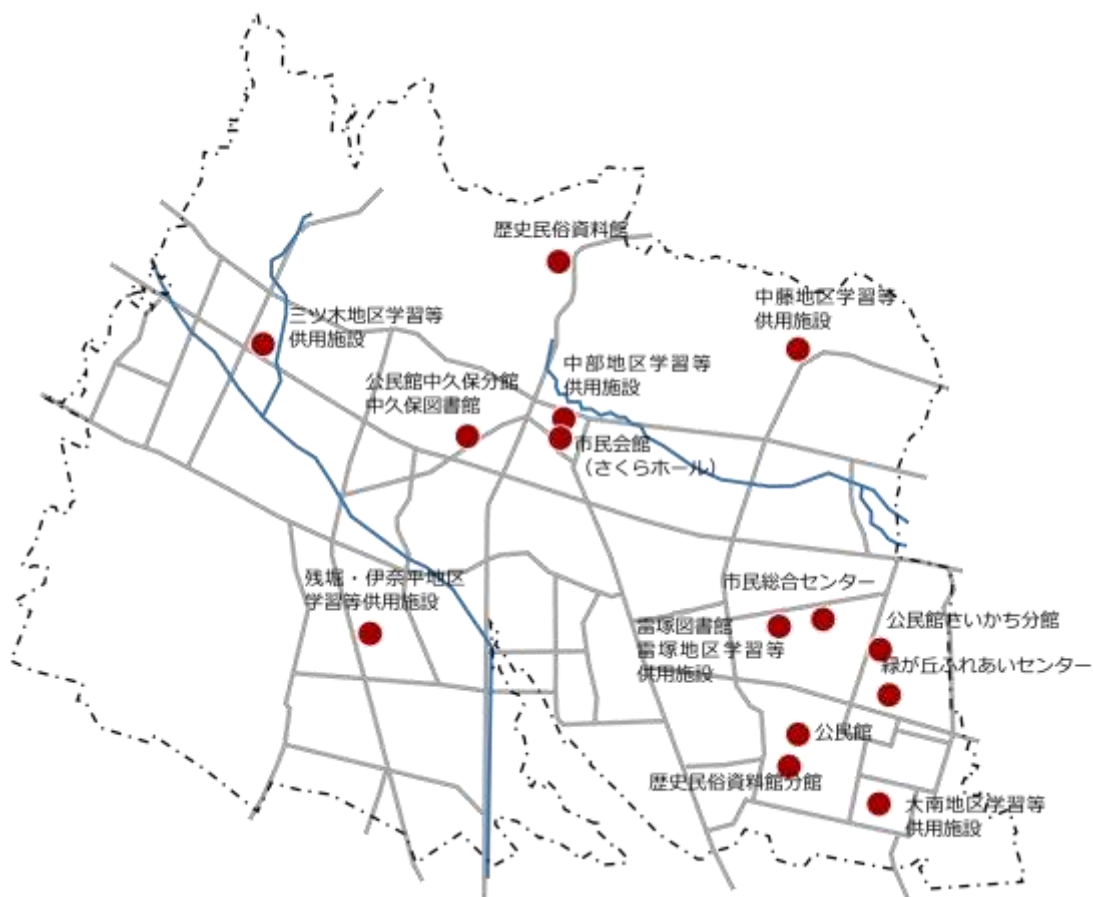 歴史民俗資料館
中藤地区学習等
供用施設
三ツ木地区学習等
供用施設
中部地区学習等
供用施設
公民館中久保分館
中久保図書館
市民会館
（さくらホール）
残堀・伊奈平地区
学習等供用施設
市民総合センター
雷塚図書館
雷塚地区学習等
供用施設
公民館さいかち分館
緑が丘ふれあいセンター
公民館
歴史民俗資料館分館
大南地区学習等
供用施設